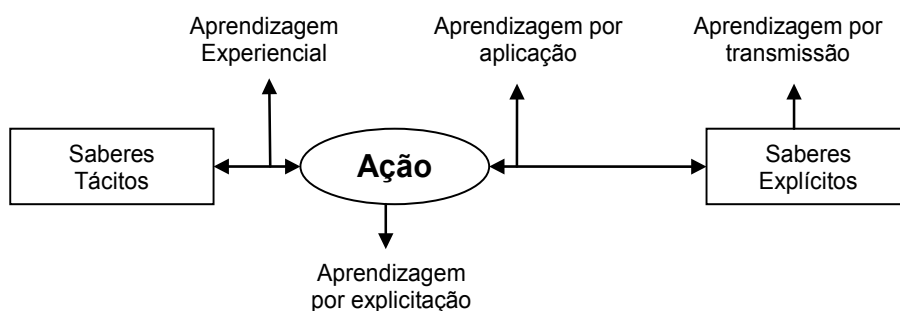 Aprendizagem
Experiencial
Aprendizagem por
aplicação
Aprendizagem por
transmissão
Saberes
Tácitos
Ação
Saberes
Explícitos
Aprendizagem
por explicitação